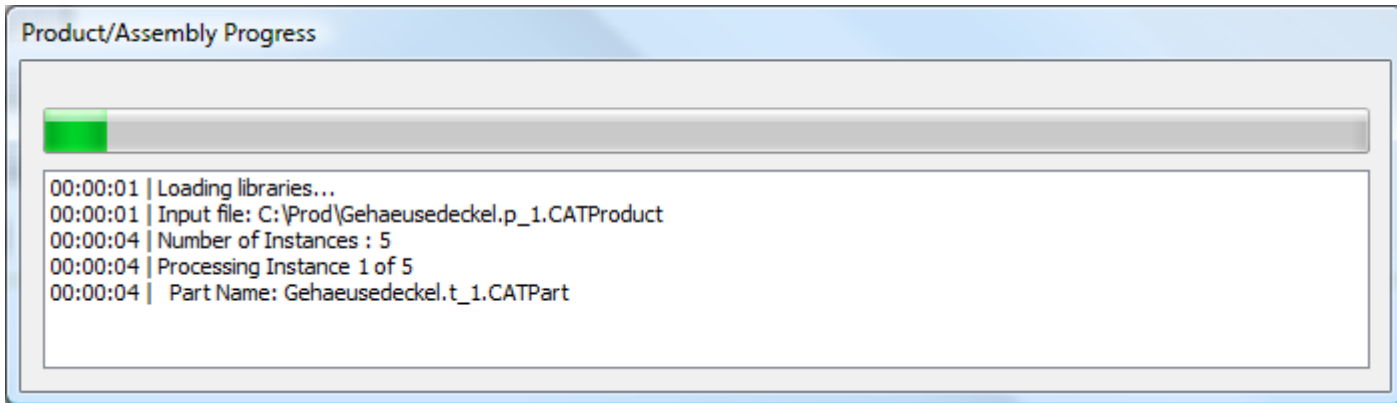 Product/Assembly Progress
00:00:01 | Loading libraries...
00:00:01 | Input file: C:\Prod\Gehaeusedeckel.p_1.CATProduct
00:00:04 | Number of Instances : 5
00:00:04 | Processing Instance 1 of 5
00:00:04 |   Part Name: Gehaeusedeckel.t_1.CATPart